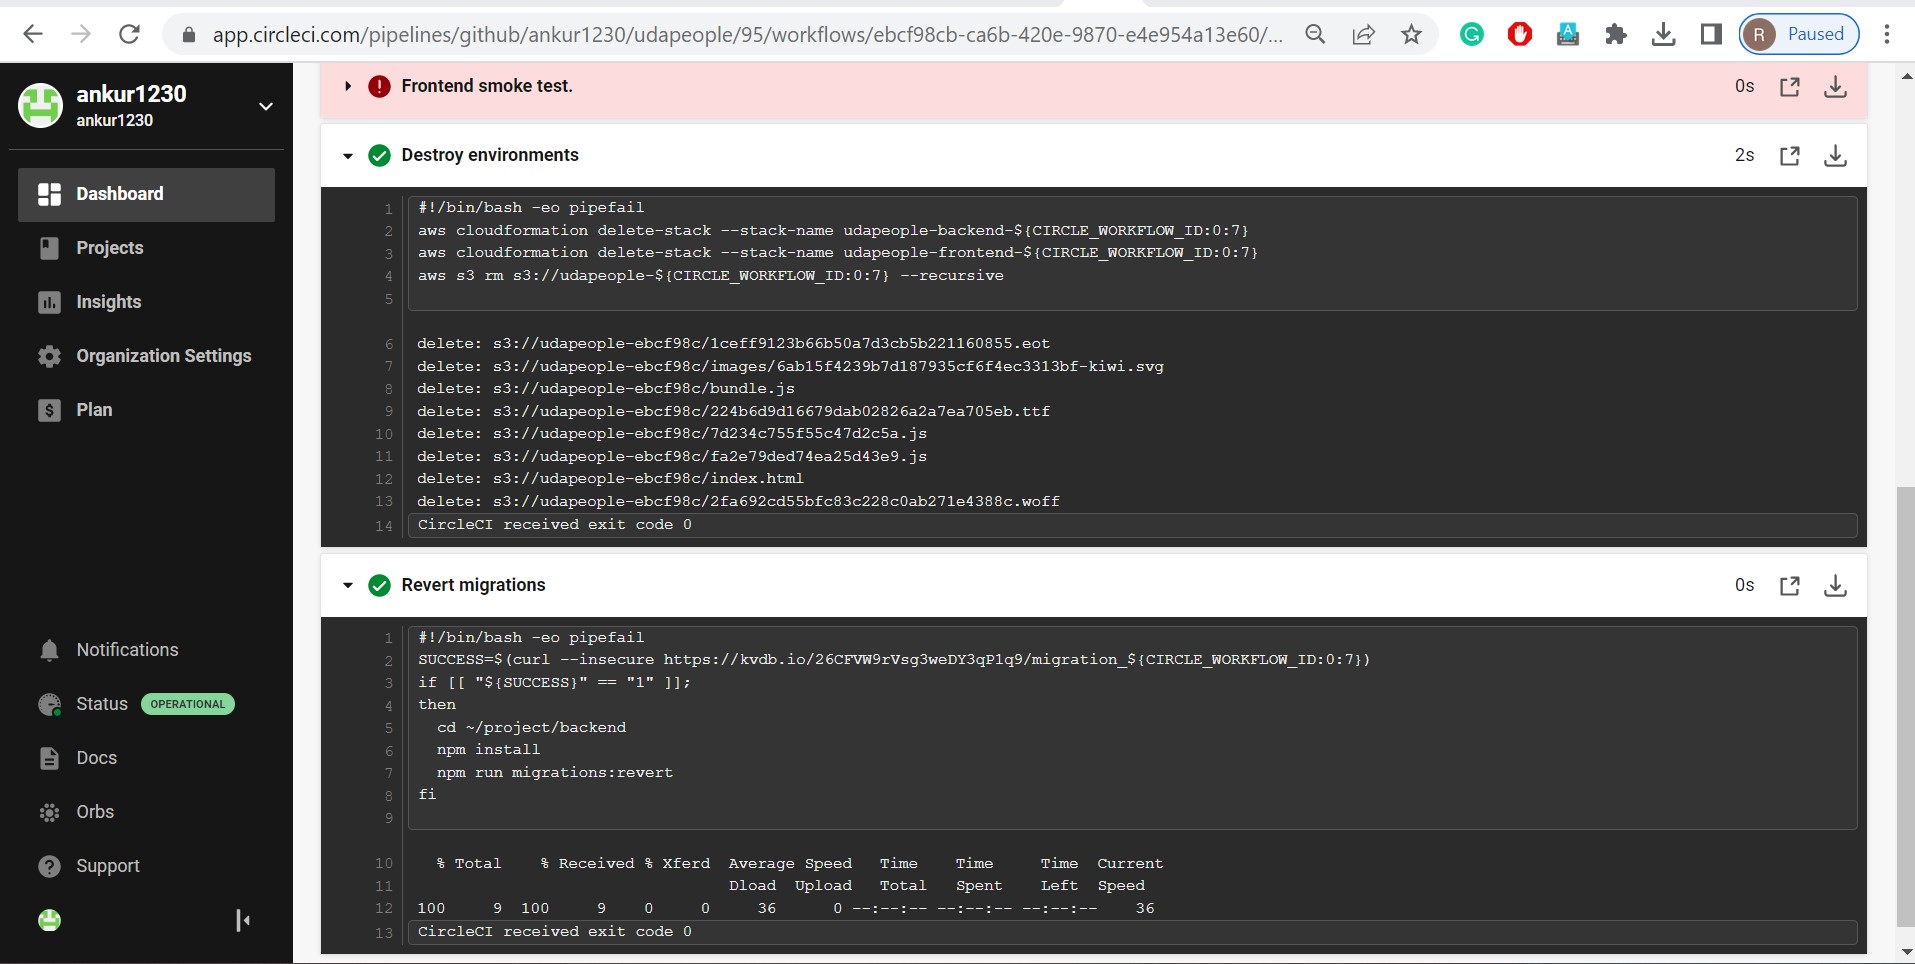 app.circleci.com/pipelines/github/ankur1230/udapeople/95/workflows/ebcf98cb-ca6b-420e-9870-e4e954a13e60/...
R Paused
ankur1230
ankur1230
Dashboard
Projects
Insights
Organization Settings
Plan
Notifications
Status OPERATIONAL
Docs
Orbs
Support
Frontend smoke test. 0s
Destroy environments 2s
1 #!/bin/bash -eo pipefail
2 aws cloudformation delete-stack --stack-name udapeople-backend-${CIRCLE_WORKFLOW_ID:0:7}
3 aws cloudformation delete-stack --stack-name udapeople-frontend-${CIRCLE_WORKFLOW_ID:0:7}
4 aws s3 rm s3://udapeople-${CIRCLE_WORKFLOW_ID:0:7} --recursive
5
6 delete: s3://udapeople-ebcf98c/1ceff9123b66b50a7d3cb5b221160855.eot
7 delete: s3://udapeople-ebcf98c/images/6ab15f4239b7d187935cf6f4ec3313bf-kiwi.svg
8 delete: s3://udapeople-ebcf98c/bundle.js
9 delete: s3://udapeople-ebcf98c/224b6d9d16679dab02826a2a7ea705eb.ttf
10 delete: s3://udapeople-ebcf98c/7d234c755f55c47d2c5a.js
11 delete: s3://udapeople-ebcf98c/fa2e79ded74ea25d43e9.js
12 delete: s3://udapeople-ebcf98c/index.html
13 delete: s3://udapeople-ebcf98c/2fa692cd55bfc83c228c0ab271e4388c.woff
14 CircleCI received exit code 0
Revert migrations 0s
1 #!/bin/bash -eo pipefail
2 SUCCESS=$(curl --insecure https://kvdb.io/26CFVW9rVsg3weDY3qP1q9/migration_${CIRCLE_WORKFLOW_ID:0:7})
3 if [[ "${SUCCESS}" == "1" ]];
4 then
5 cd ~/project/backend
6 npm install
7 npm run migrations:revert
8 fi
9
10 % Total % Received % Xferd Average Speed Time Time Time Current
11 Dload Upload Total Spent Left Speed
12 100 9 100 9 0 0 36 0 --:--:-- --:--:-- --:--:-- 36
13 CircleCI received exit code 0